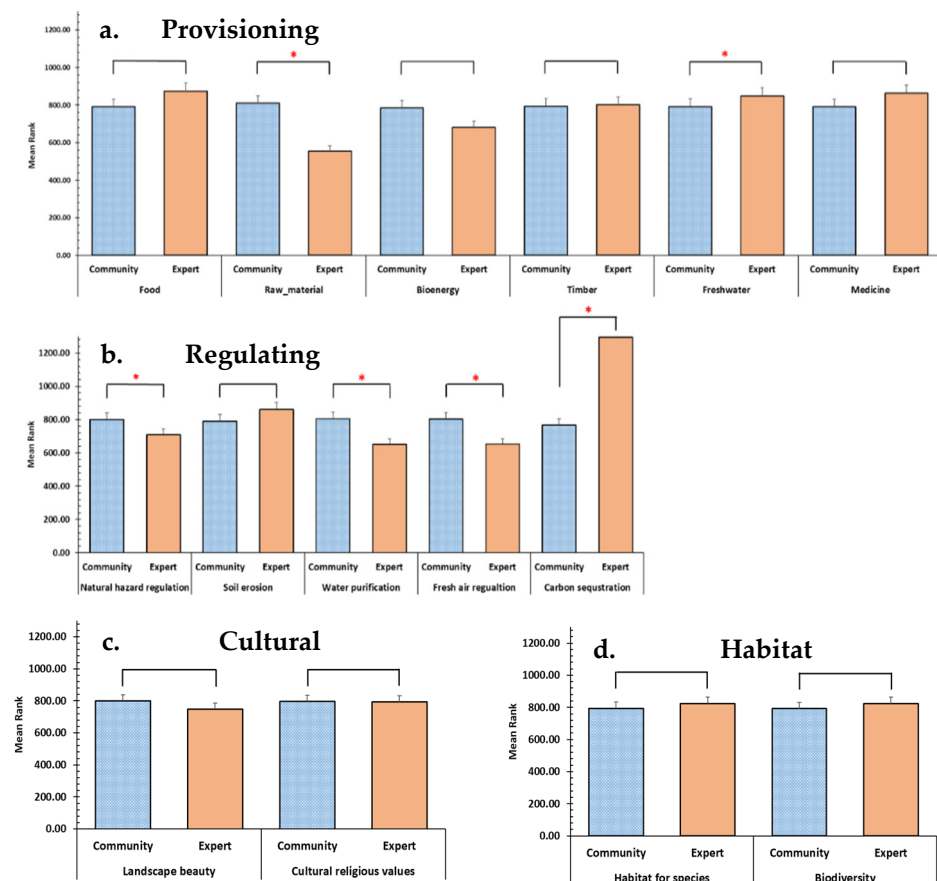 a. Provisioning
*
*
1200.00
1000.00
800.00
600.00
400.00
200.00
0.00
Mean Rank
Community Expert Community Expert Community Expert Community Expert Community Expert Community Expert
Food Raw_material Bioenergy Timber Freshwater Medicine
b. Regulating
*
*
*
*
1200.00
1000.00
800.00
600.00
400.00
200.00
0.00
Mean Rank
Community Expert Community Expert Community Expert Community Expert Community Expert
Natural hazard regulation Soil erosion Water purification Fresh air regualtion Carbon sequstration
c. Cultural
1200.00
1000.00
800.00
600.00
400.00
200.00
0.00
Mean Rank
Community Expert Community Expert
Landscape beauty Cultural religious values
d. Habitat
1200.00
1000.00
800.00
600.00
400.00
200.00
0.00
Mean Rank
Community Expert Community Expert
Habitat for species Biodiversity